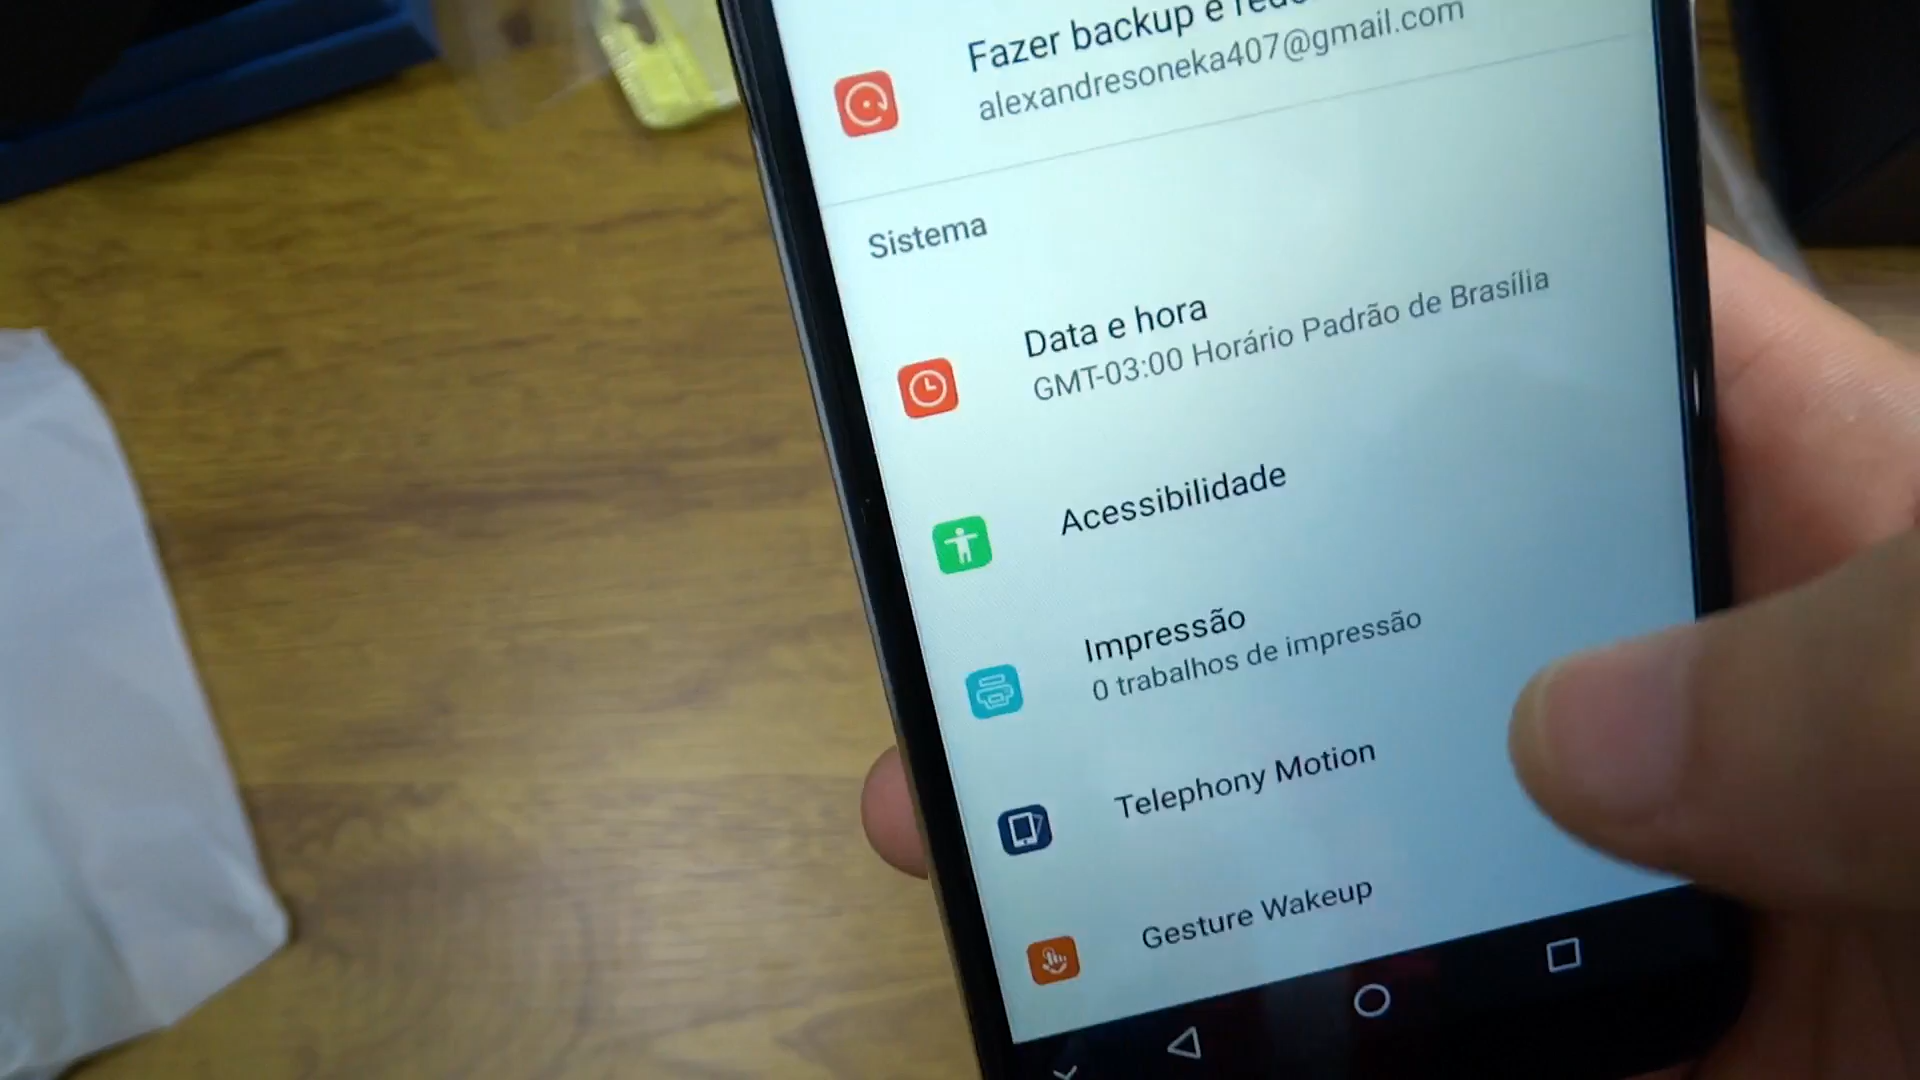 Fazer backup e
alexandresoneka407@gmail.com
Sistema
Data e hora
GMT-03:00 Horário Padrão de Brasília
Acessibilidade
Impressão
0 trabalhos de impressão
Telephony Motion
Gesture Wakeup